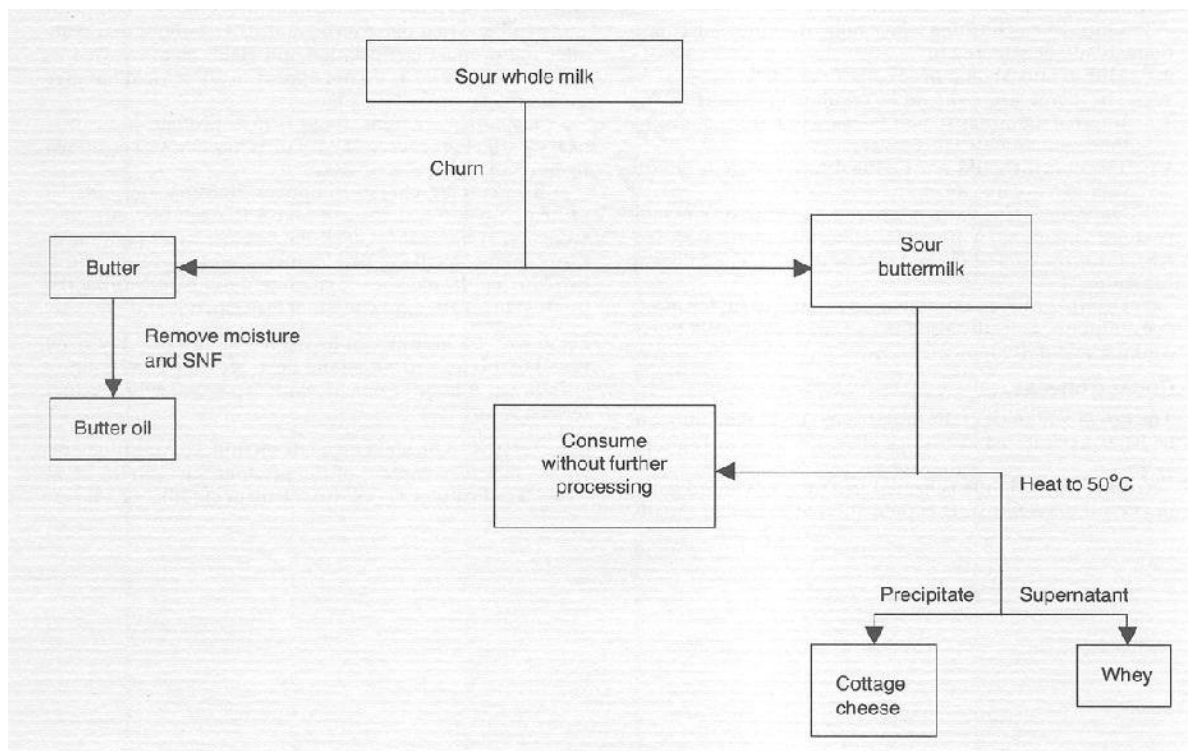 Sour whole milk
Churn
Butter
Sour
buttermilk
Remove moisture
and SNF
Butter oil
Consume
without further
processing
Heat to 50°C
Precipitate
Supernatant
Cottage
cheese
Whey